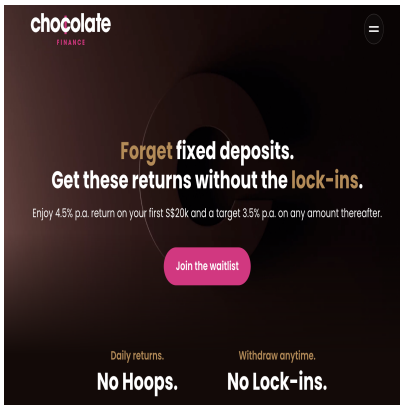 chocolate
FINANCE
Forget fixed deposits.
Get these returns without the lock-ins.
Enjoy 4.5% p.a. return on your first S$20k and a target 3.5% p.a. on any amount thereafter.
Join the waitlist
Daily returns.
No Hoops.
Withdraw anytime.
No Lock-ins.